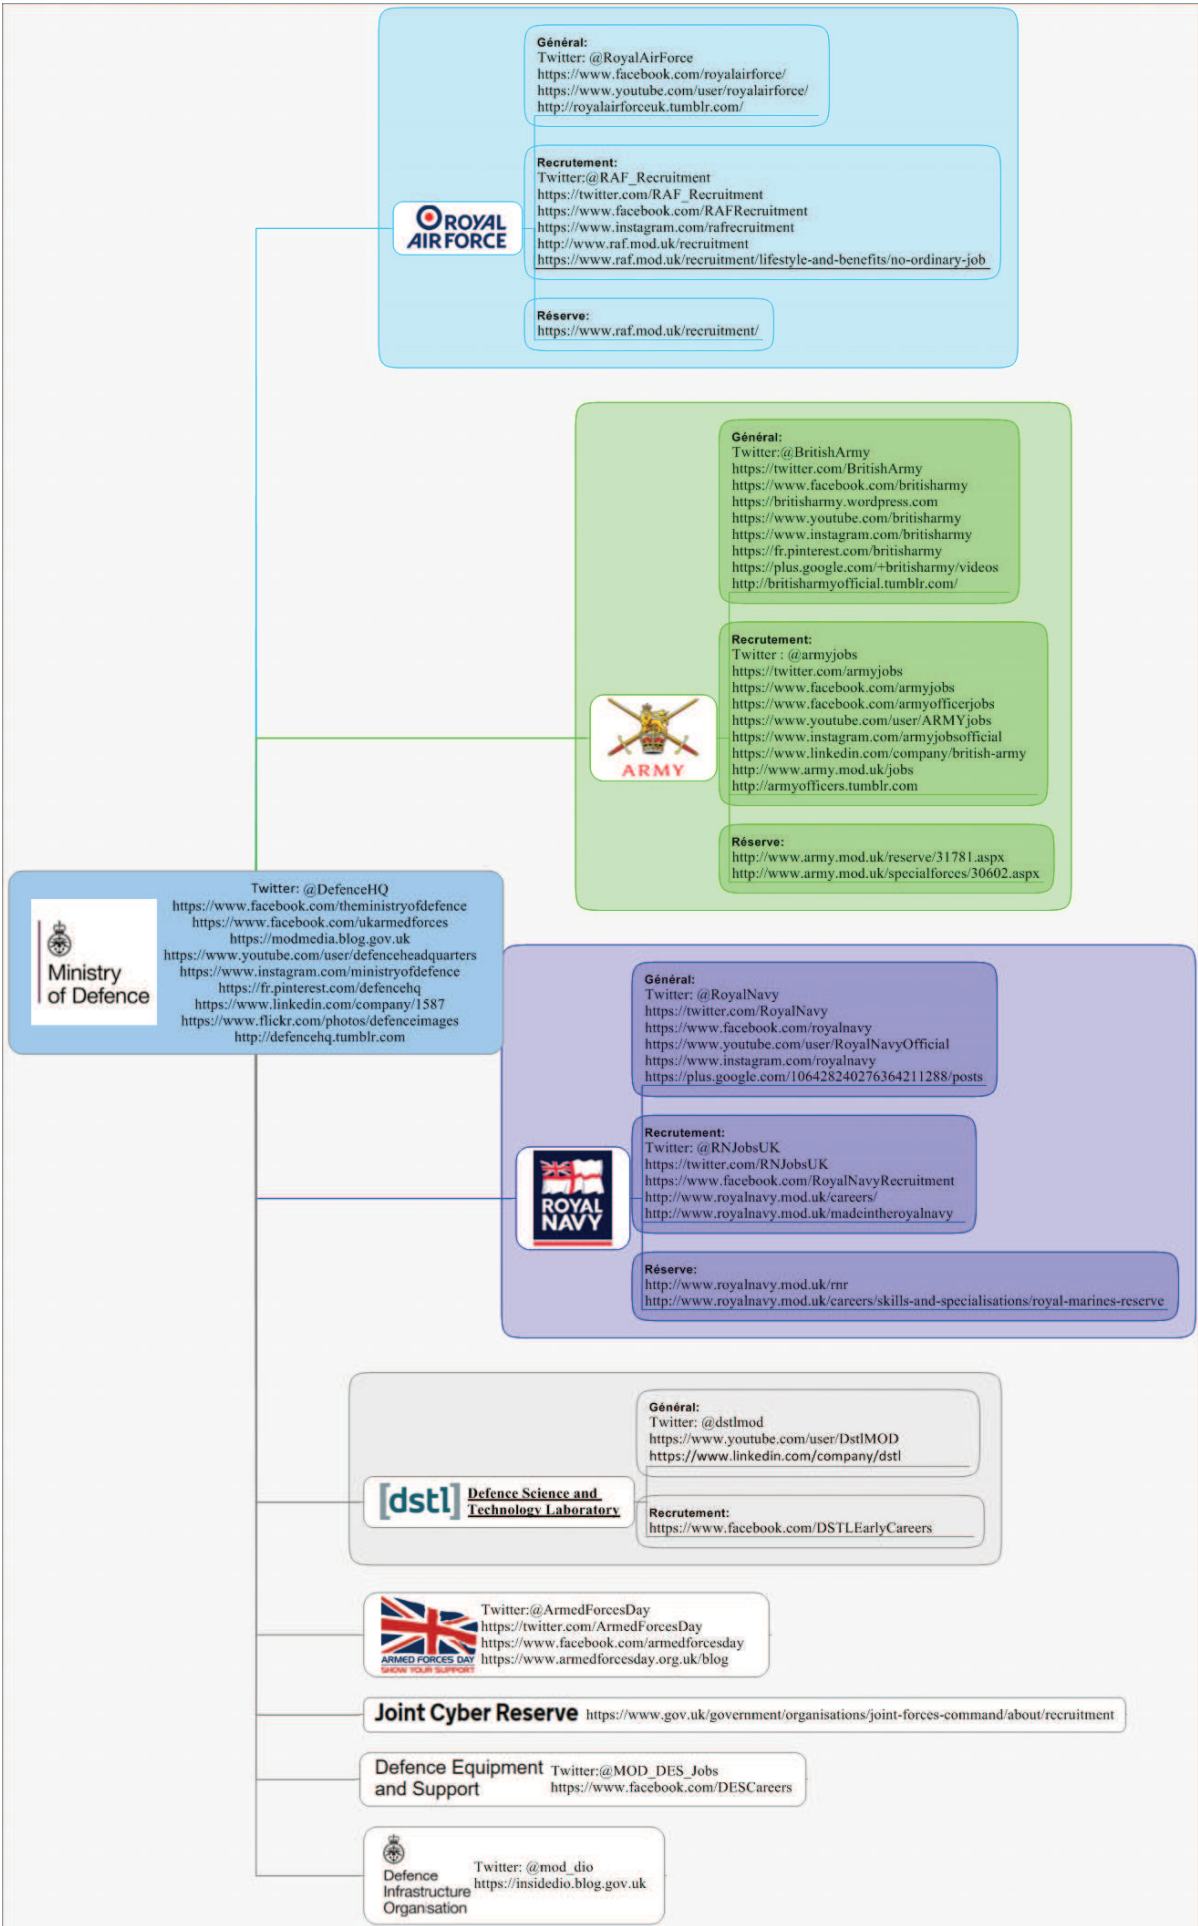 Général:
Twitter: @RoyalAirForce
https://www.facebook.com/royalairforce/
https://www.youtube.com/user/royalairforce/
http://royalairforceuk.tumblr.com/
Recrutement:
Twitter:@RAF_Recruitment
https://twitter.com/RAF_Recruitment
https://www.facebook.com/RAFRecruitment
https://www.instagram.com/rafrecruitment
http://www.raf.mod.uk/recruitment
https://www.raf.mod.uk/recruitment/lifestyle-and-benefits/no-ordinary-job
ROYAL
AIR FORCE
Réserve:
https://www.raf.mod.uk/recruitment/
Général:
Twitter:@BritishArmy
https://twitter.com/BritishArmy
https://www.facebook.com/britisharmy
https://britisharmy.wordpress.com
https://www.youtube.com/britisharmy
https://www.instagram.com/britisharmy
https://fr.pinterest.com/britisharmy
https://plus.google.com/+britisharmy/videos
http://britisharmyofficial.tumblr.com/
Recrutement:
Twitter : @armyjobs
https://twitter.com/armyjobs
https://www.facebook.com/armyjobs
https://www.facebook.com/armyofficerjobs
https://www.youtube.com/user/ARMYjobs
https://www.instagram.com/armyjobsofficial
https://www.linkedin.com/company/british-army
http://www.army.mod.uk/jobs
http://armyofficers.tumblr.com
ARMY
Réserve:
http://www.army.mod.uk/reserve/31781.aspx
http://www.army.mod.uk/specialforces/30602.aspx
Ministry
of Defence
Twitter: @DefenceHQ
https://www.facebook.com/theministryofdefence
https://www.facebook.com/ukarmedforces
https://modmedia.blog.gov.uk
https://www.youtube.com/user/defenceheadquarters
https://www.instagram.com/ministryofdefence
https://fr.pinterest.com/defencehq
https://www.linkedin.com/company/1587
https://www.flickr.com/photos/defenceimages
http://defencehq.tumblr.com
Général:
Twitter: @RoyalNavy
https://twitter.com/RoyalNavy
https://www.facebook.com/royalnavy
https://www.youtube.com/user/RoyalNavyOfficial
https://www.instagram.com/royalnavy
https://plus.google.com/106428240276364211288/posts
Recrutement:
Twitter: @RNJobsUK
https://twitter.com/RNJobsUK
https://www.facebook.com/RoyalNavyRecruitment
http://www.royalnavy.mod.uk/careers/
http://www.royalnavy.mod.uk/madeintheroyalnavy
ROYAL
NAVY
Réserve:
http://www.royalnavy.mod.uk/rnr
http://www.royalnavy.mod.uk/careers/skills-and-specialisations/royal-marines-reserve
Général:
Twitter: @dstlmod
https://www.youtube.com/user/DstlMOD
https://www.linkedin.com/company/dstl
[dstl]
Defence Science and
Technology Laboratory
Recrutement:
https://www.facebook.com/DSTLEarlyCareers
ARMED FORCES DAY
SHOW YOUR SUPPORT
Twitter:@ArmedForcesDay
https://twitter.com/ArmedForcesDay
https://www.facebook.com/armedforcesday
https://www.armedforcesday.org.uk/blog
Joint Cyber Reserve https://www.gov.uk/government/organisations/joint-forces-command/about/recruitment
Defence Equipment
and Support
Twitter:@MOD_DES_Jobs
https://www.facebook.com/DESCareers
Defence
Infrastructure
Organisation
Twitter: @mod_dio
https://insidedio.blog.gov.uk